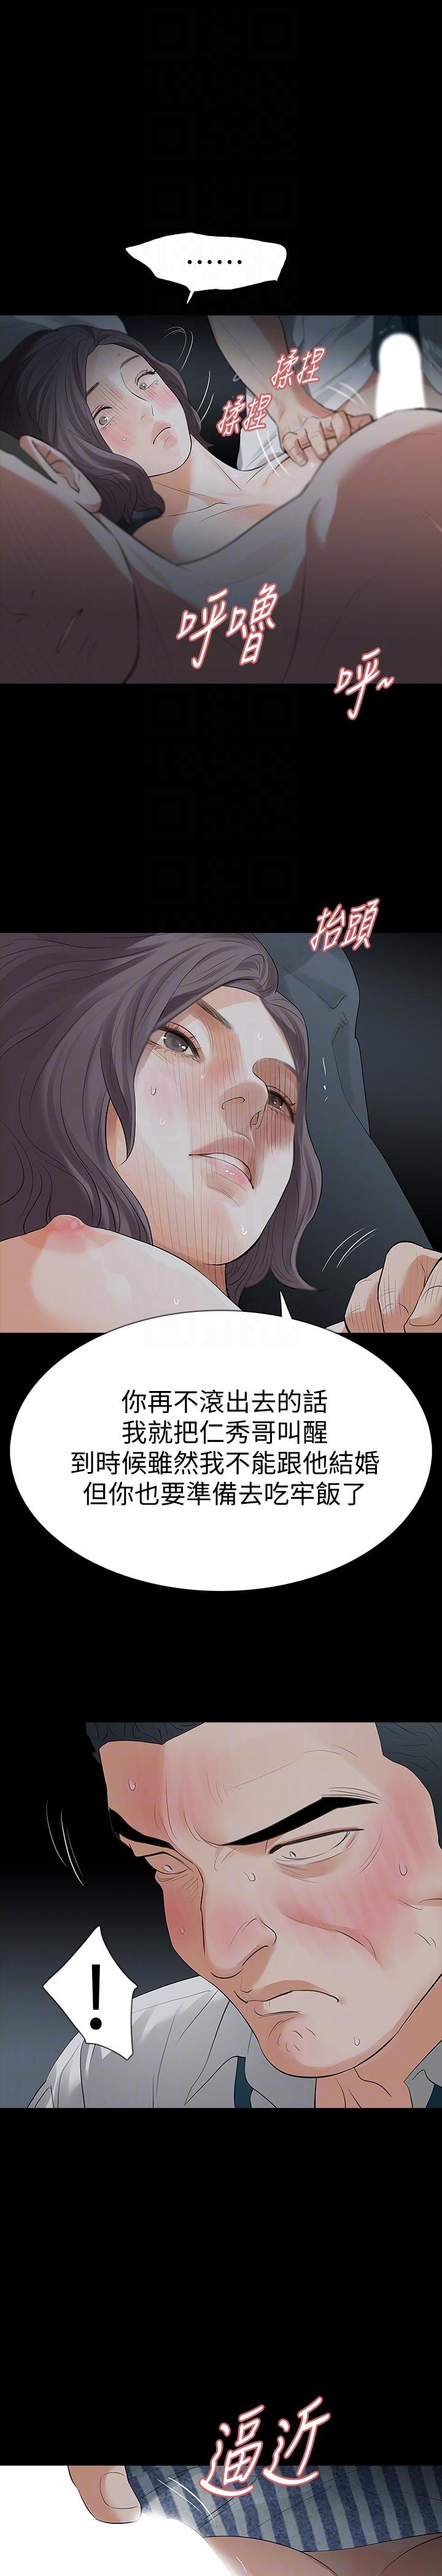 ......
揉捏
揉捏
呼嚕
呼~
抬頭
你再不滾出去的話
我就把仁秀哥叫醒
到時候雖然我不能跟他結婚
但你也要準備去吃牢飯了
!
逼近